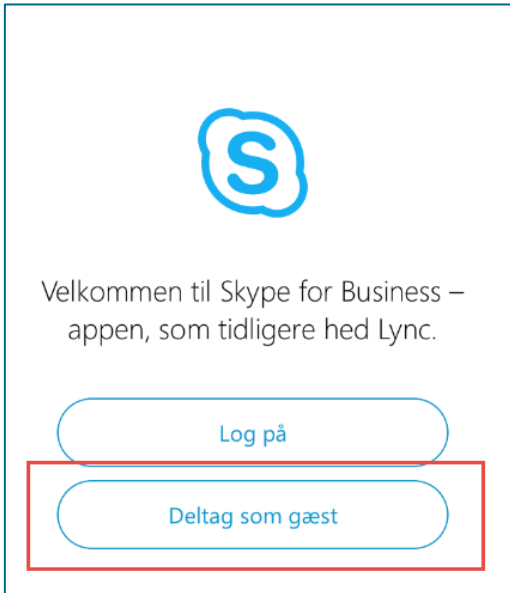 S
Velkommen til Skype for Business –
appen, som tidligere hed Lync.
Log på
Deltag som gæst